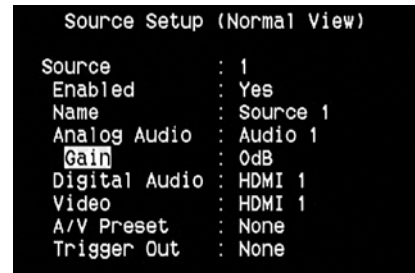 Source Setup (Normal View)
Source : 1
Enabled : Yes
Name : Source 1
Analog Audio : Audio 1
Gain : 0dB
Digital Audio : HDMI 1
Video : HDMI 1
A/V Preset : None
Trigger Out : None